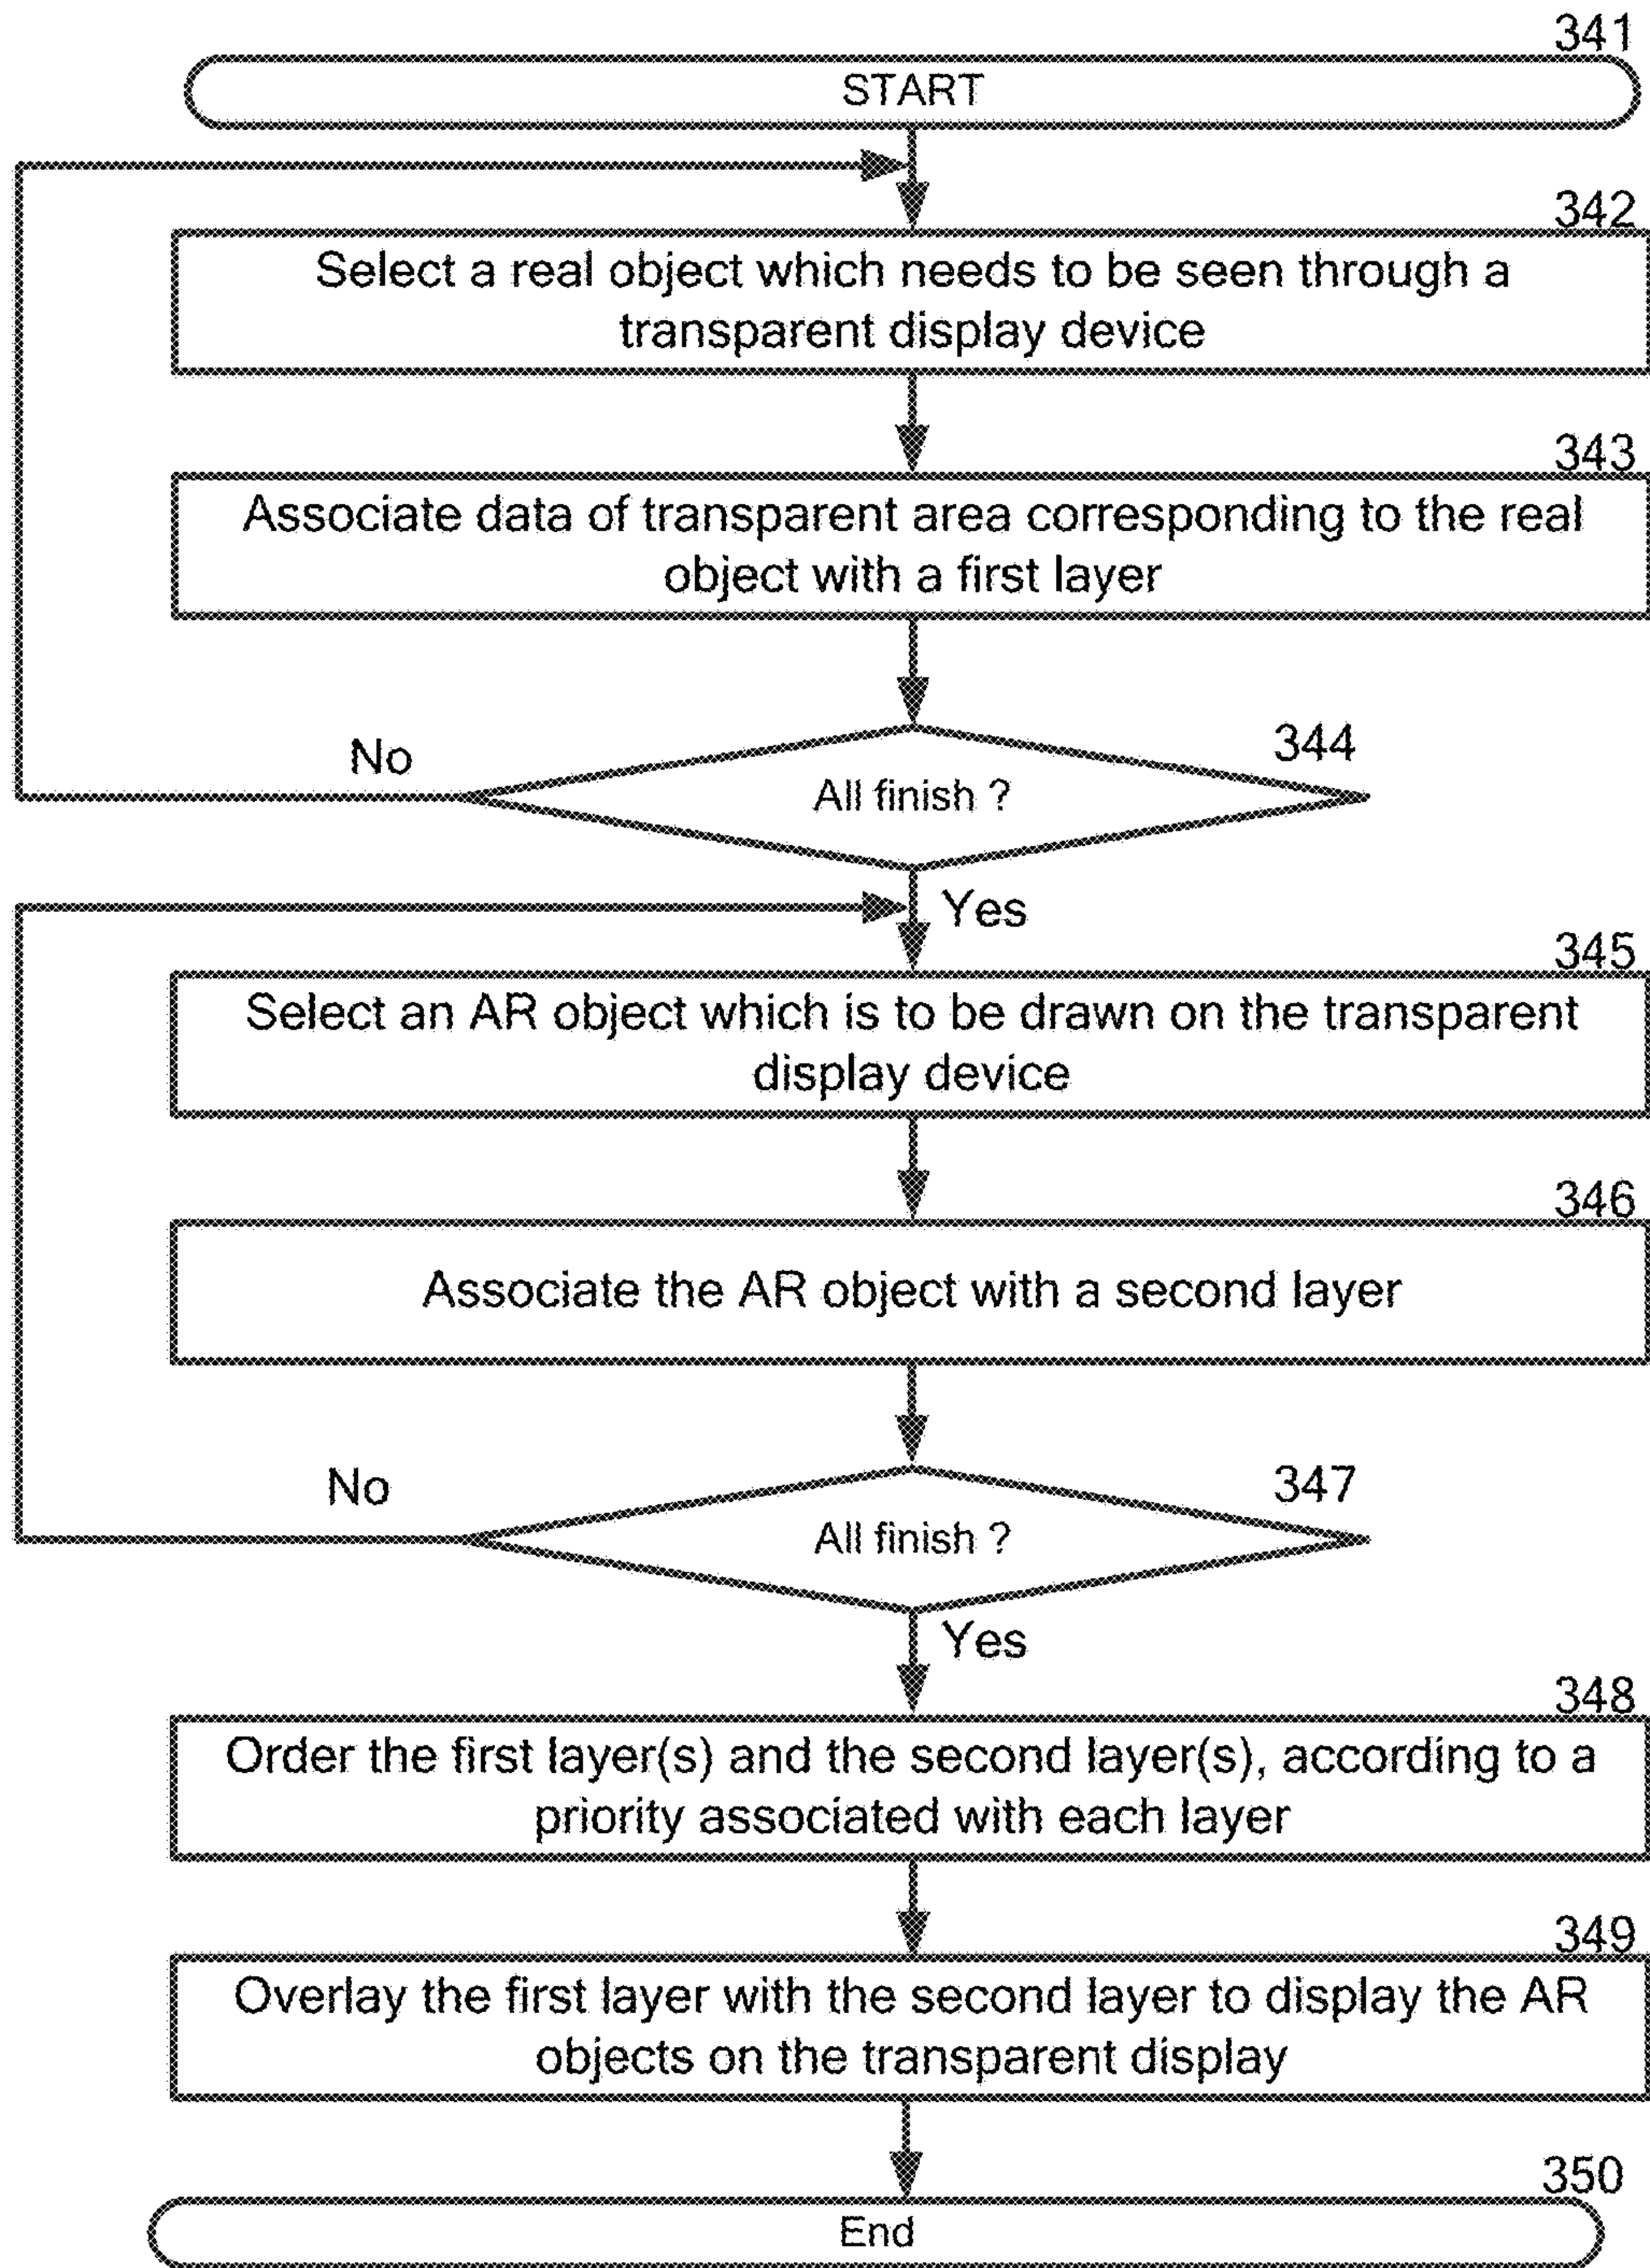 341
START
342
Select a real object which needs to be seen through a
transparent display device
343
Associate data of transparent area corresponding to the real
object with a first layer
No
344
All finish ?
Yes
345
Select an AR object which is to be drawn on the transparent
display device
346
Associate the AR object with a second layer
No
347
All finish ?
Yes
348
Order the first layer(s) and the second layer(s), according to a
priority associated with each layer
349
Overlay the first layer with the second layer to display the AR
objects on the transparent display
350
End